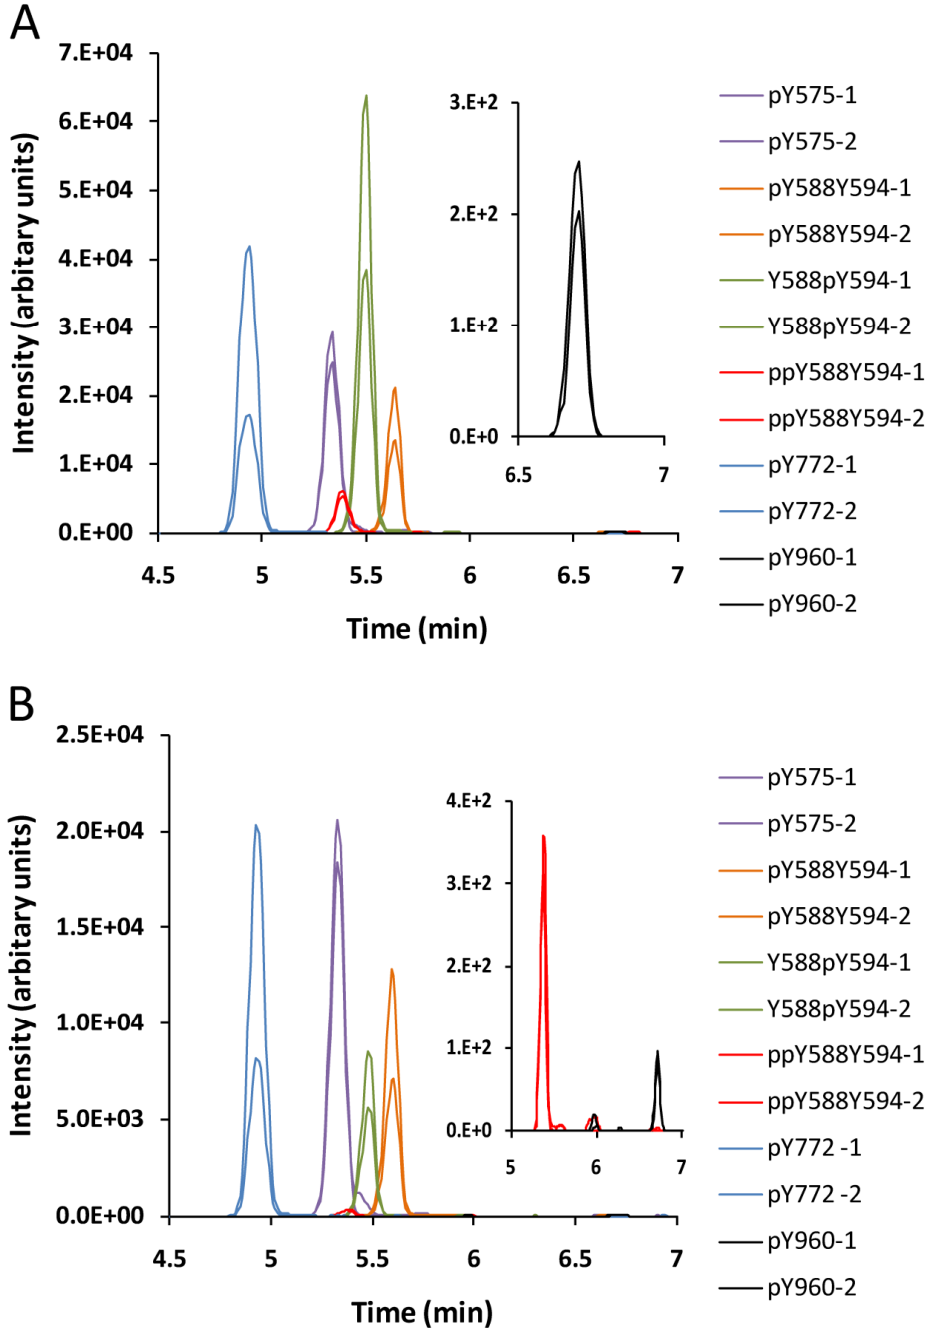 A
7.E+04
6.E+04
5.E+04
4.E+04
3.E+04
2.E+04
1.E+04
0.E+00
Intensity (arbitary units)
4.5 5 5.5 6 6.5 7
Time (min)
3.E+2
2.E+2
1.E+2
0.E+0
6.5 7
pY575-1
pY575-2
pY588Y594-1
pY588Y594-2
Y588pY594-1
Y588pY594-2
ppY588Y594-1
ppY588Y594-2
pY772-1
pY772-2
pY960-1
pY960-2
B
2.5E+04
2.0E+04
1.5E+04
1.0E+04
5.0E+03
0.0E+00
Intensity (arbitary units)
4.5 5 5.5 6 6.5 7
Time (min)
4.E+2
3.E+2
2.E+2
1.E+2
0.E+0
5 6 7
pY575-1
pY575-2
pY588Y594-1
pY588Y594-2
Y588pY594-1
Y588pY594-2
ppY588Y594-1
ppY588Y594-2
pY772 -1
pY772 -2
pY960-1
pY960-2